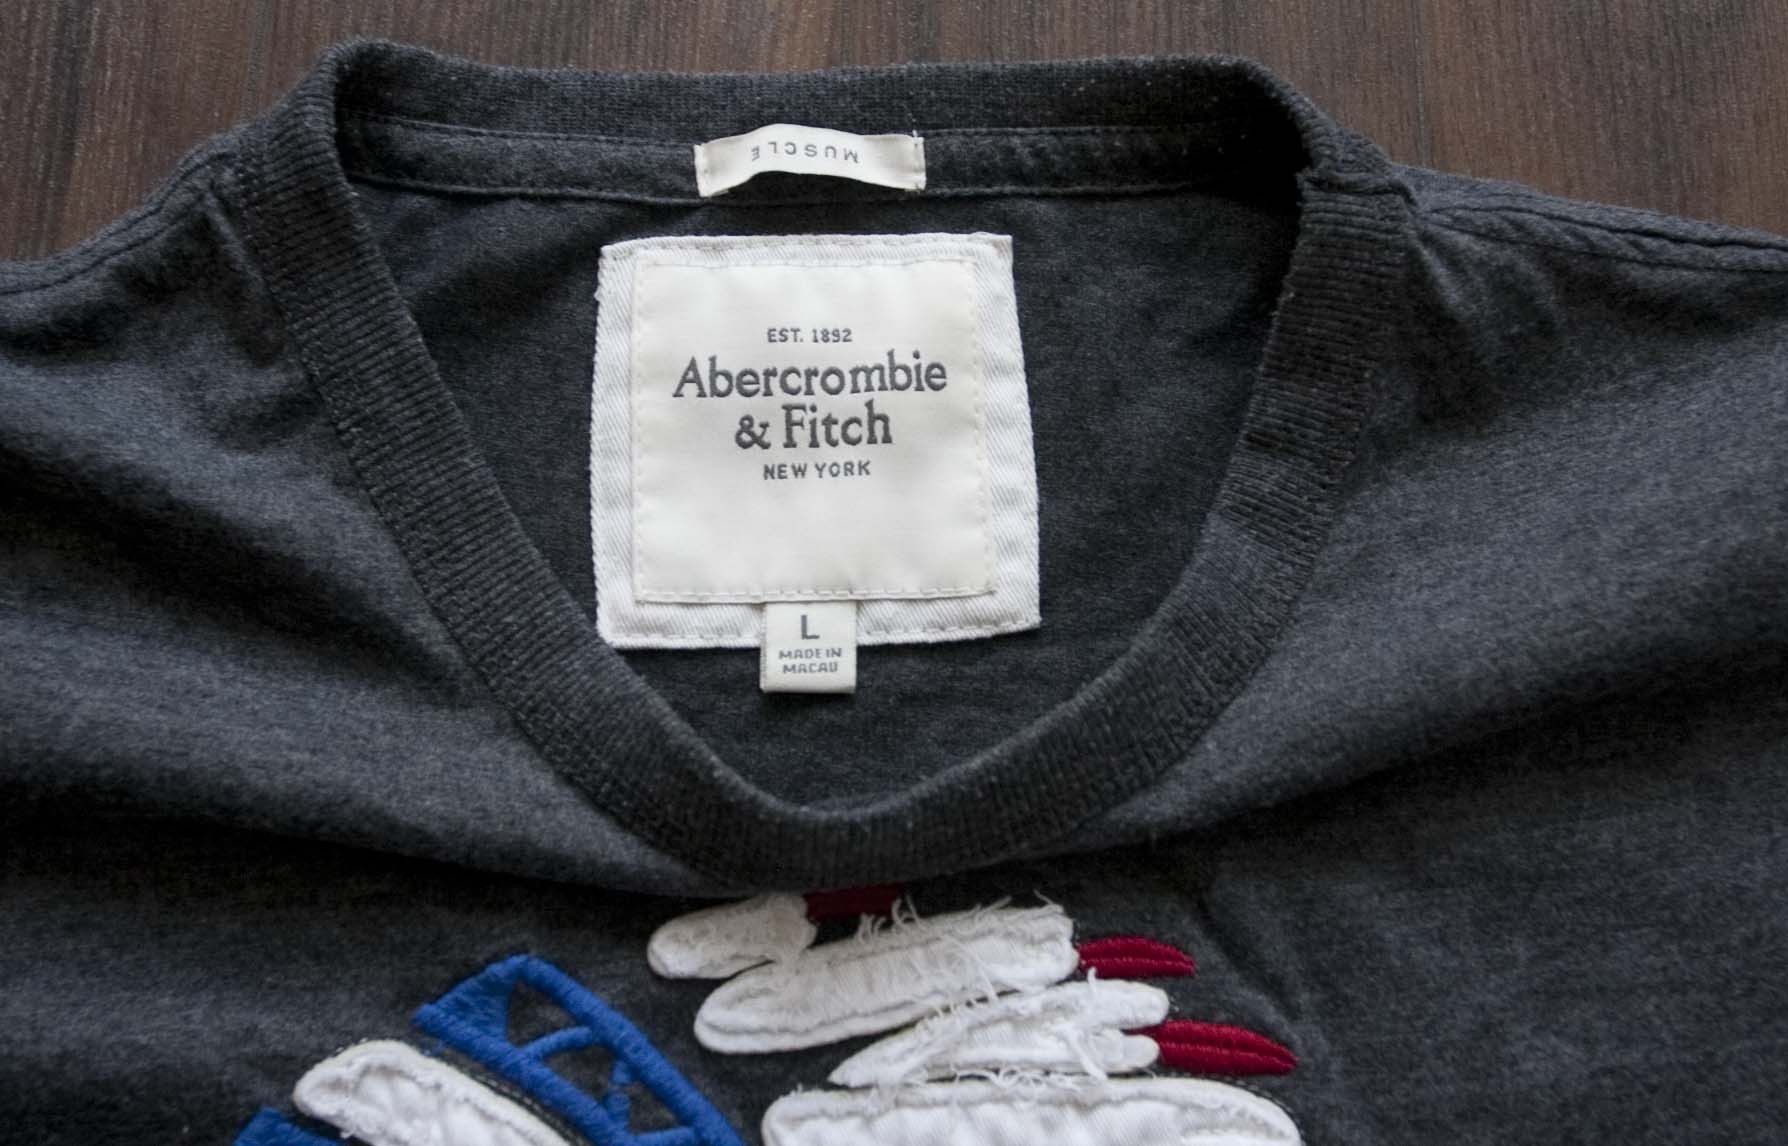 MUSCLE
EST. 1892
Abercrombie
& Fitch
NEW YORK
L
MADE IN
MACAU